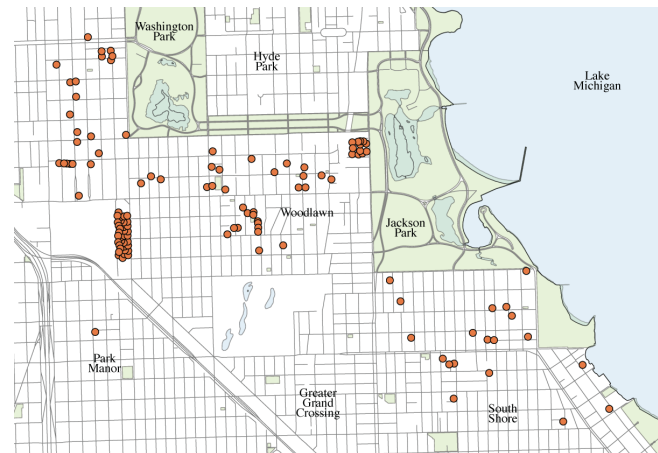 Washington
Park
Hyde
Park
Lake
Michigan
Woodlawn
Jackson
Park
Park
Manor
Greater
Grand
Crossing
South
Shore